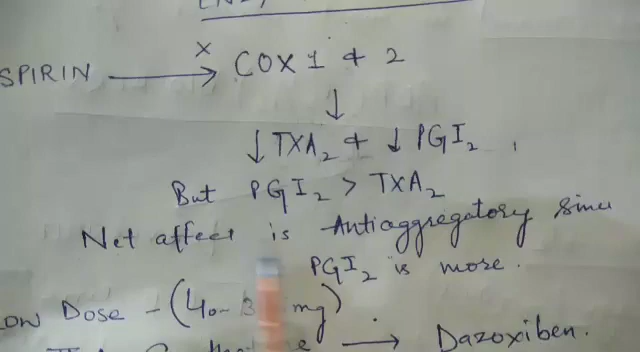 SPIRIN → x COX 1 & 2
↓
↓ TXA₂ & ↓ PGI₂ ,
But PGI₂ > TXA₂
Net affect is Antiaggregatory since
PGI₂ is more.
OW DOSE - (40- mg)
→ Dazoxiben.